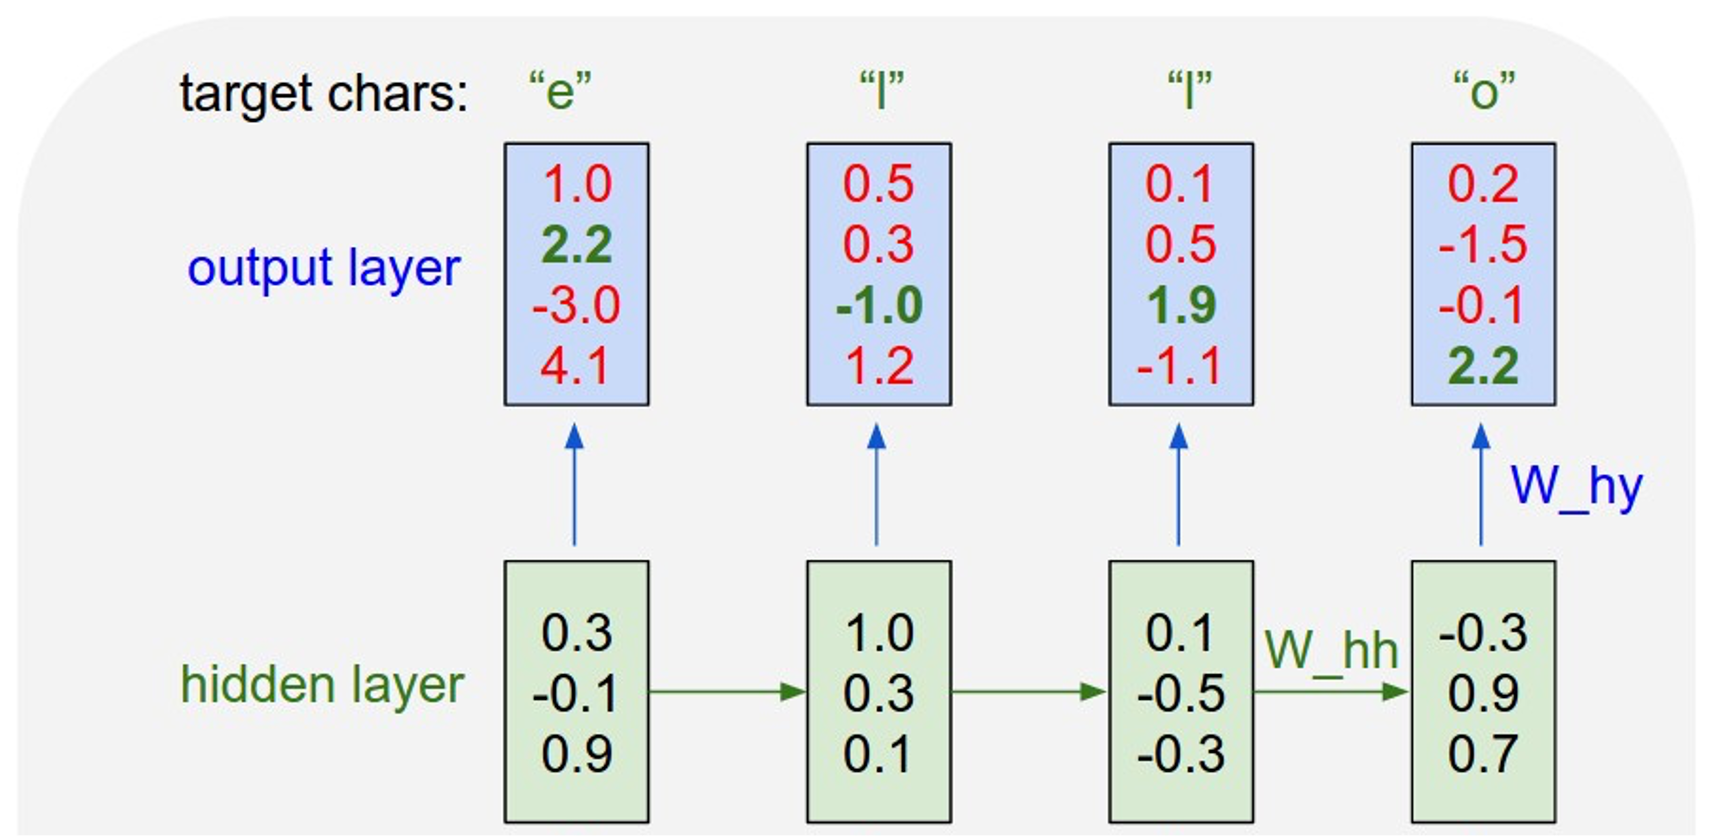 target chars: “e” “l” “l” “o”
1.0 0.5 0.1 0.2
2.2 0.3 0.5 -1.5
output layer
-3.0 -1.0 1.9 -0.1
4.1 1.2 -1.1 2.2
W_hy
0.3 1.0 0.1 -0.3
W_hh
hidden layer -0.1 0.3 -0.5 0.9
0.9 0.1 -0.3 0.7